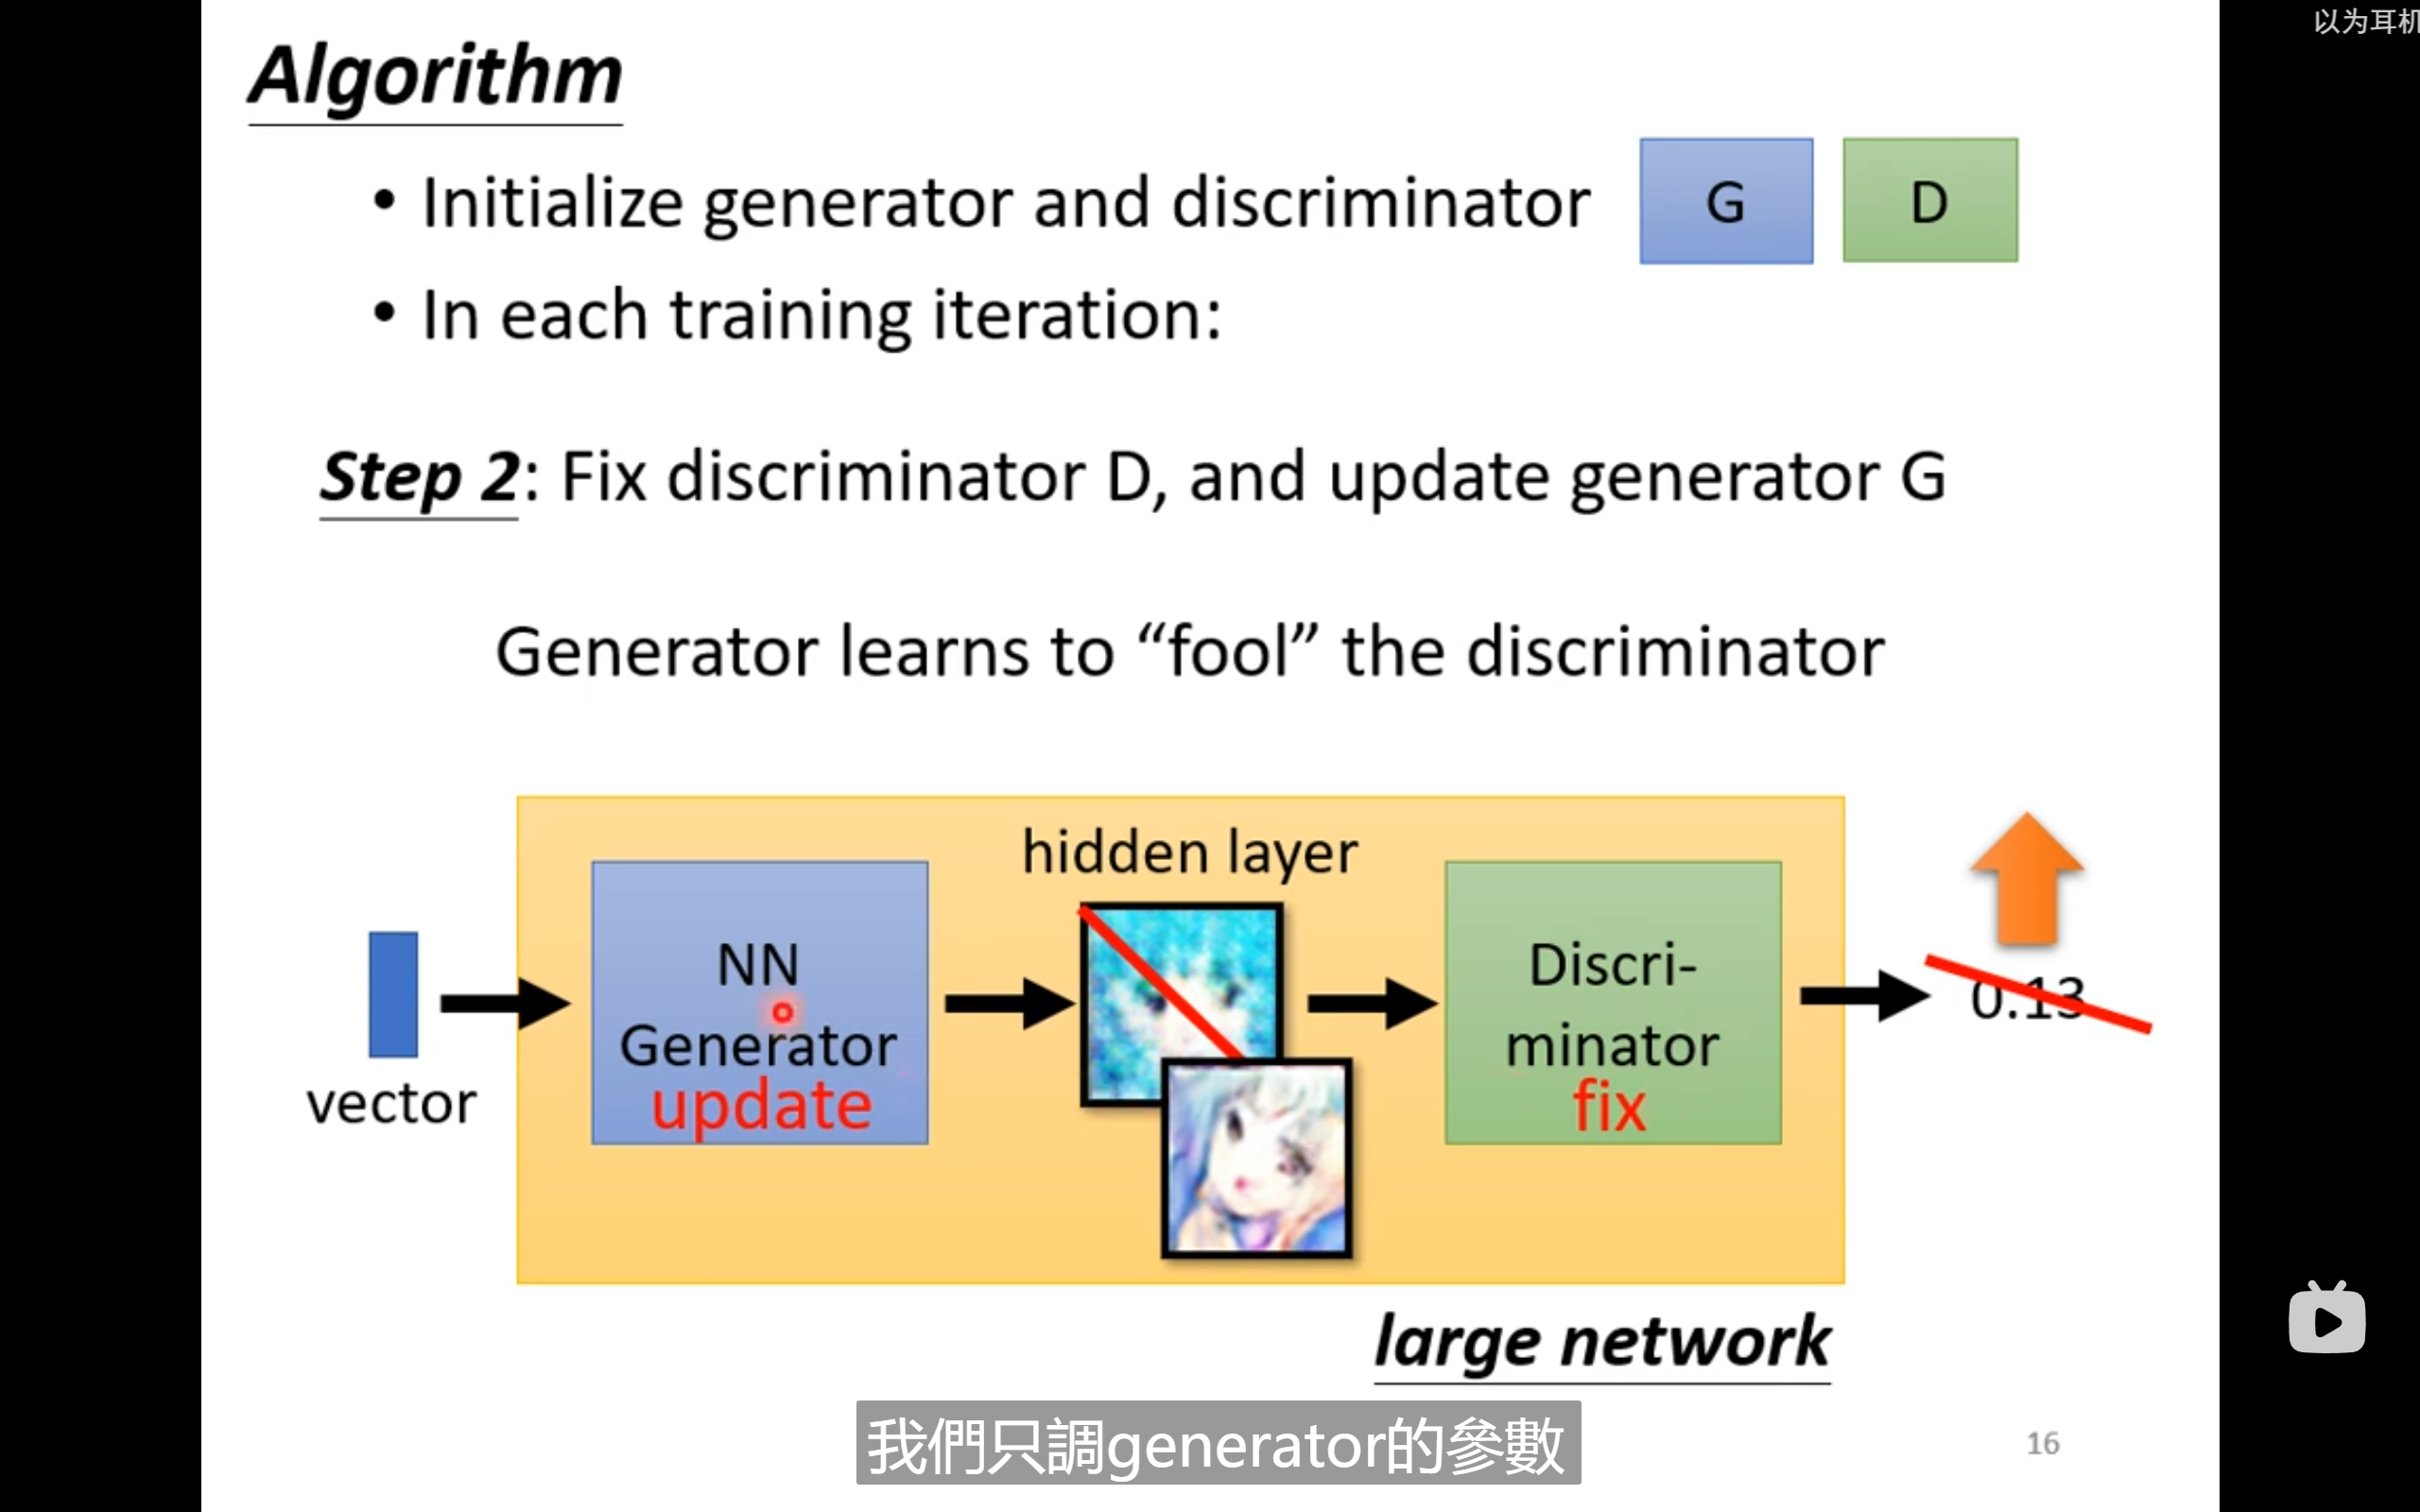 以为耳机
Algorithm
• Initialize generator and discriminator
G
D
• In each training iteration:
Step 2: Fix discriminator D, and update generator G
Generator learns to “fool” the discriminator
hidden layer
NN
Generator
update
Discri-
minator
fix
0.13
vector
large network
我們只調generator的參數
16